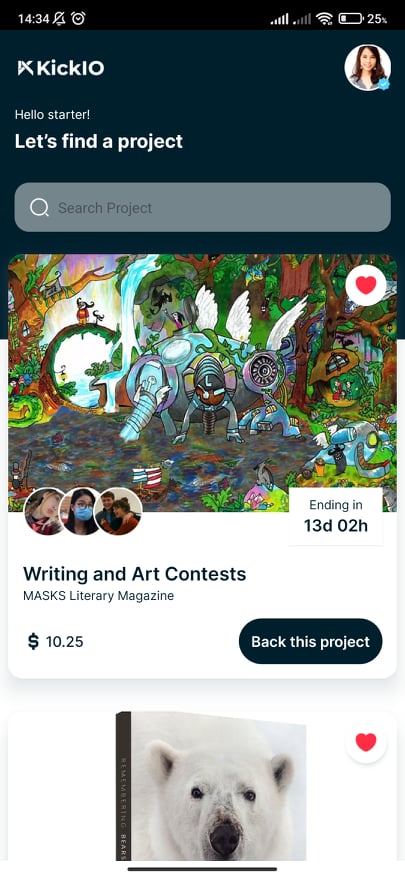 14:34
25%
KickIO
Hello starter!
Let's find a project
Search Project
L
Ending in
13d 02h
Writing and Art Contests
MASKS Literary Magazine
$ 10.25
Back this project
REMEMBERING BEARS